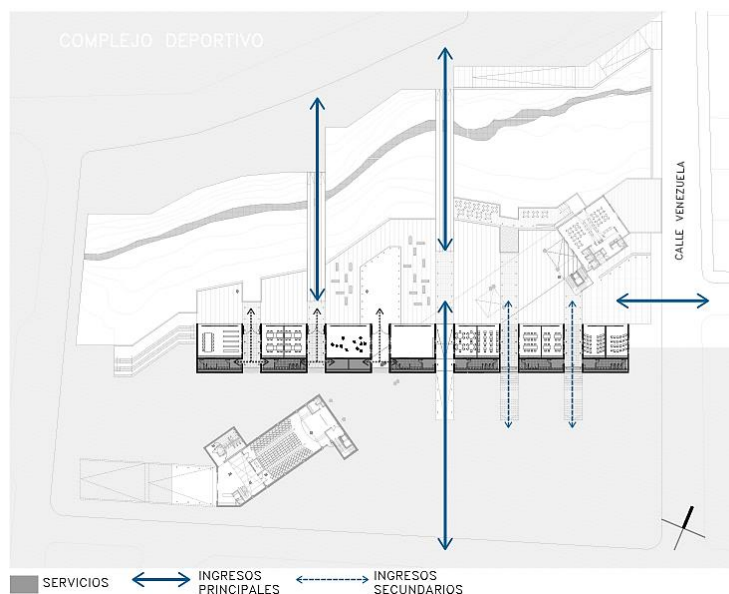 COMPLEJO DEPORTIVO
CALLE VENEZUELA
SERVICIOS
INGRESOS
PRINCIPALES
INGRESOS
SECUNDARIOS